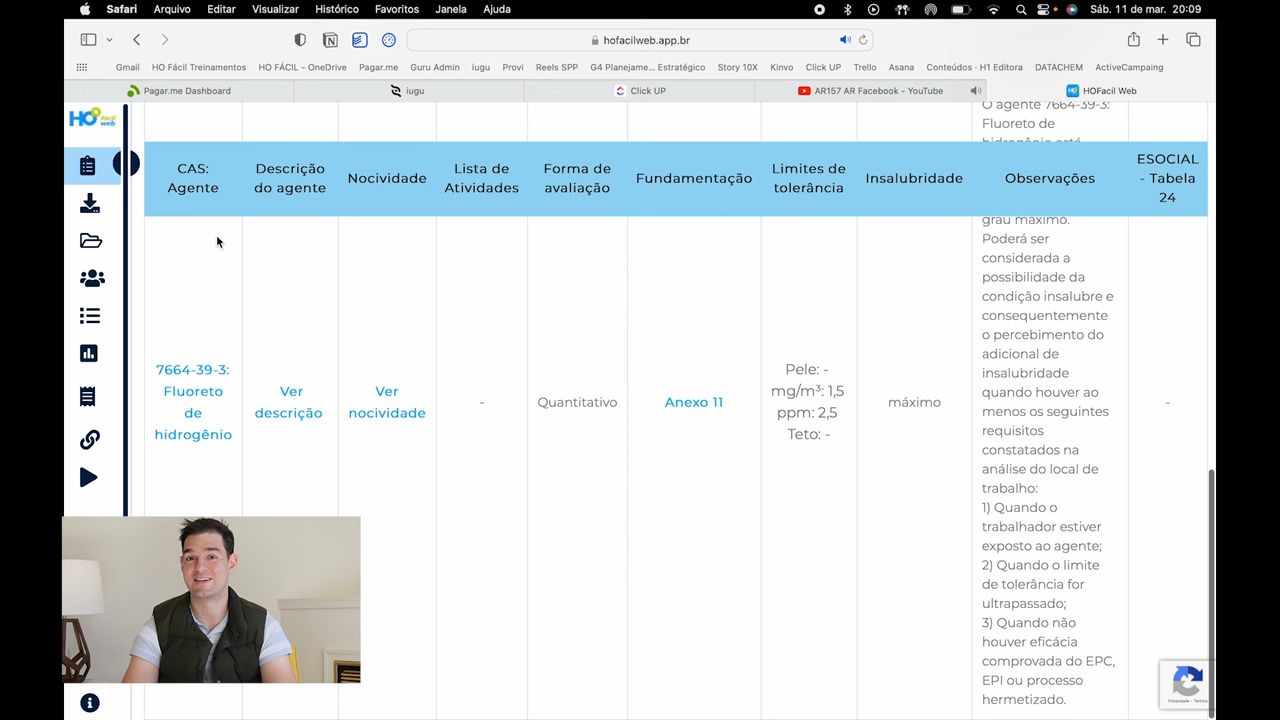 Safari Arquivo Editar Visualizar Histórico Favoritos Janela Ajuda Sáb. 11 de mar. 20:09
hofacilweb.app.br
Gmail HO Fácil Treinamentos HO FÁCIL - OneDrive Pagar.me Guru Admin iugu Provi Reels SPP G4 Planejame... Estratégico Story 10X Kinvo Click UP Trello Asana Conteúdos · H1 Editora DATACHEM ActiveCampaing
Pagar.me Dashboard iugu Click UP AR157 AR Facebook - YouTube HOFacil Web
HO fácil web
O agente 7664-39-3:
Fluoreto de
CAS:
Agente
Descrição
do agente
Nocividade
Lista de
Atividades
Forma de
avaliação
Fundamentação
Limites de
tolerância
Insalubridade
Observações
ESOCIAL
- Tabela
24
7664-39-3:
Fluoreto
de
hidrogênio
Ver
descrição
Ver
nocividade
-
Quantitativo
Anexo 11
Pele: -
mg/m³: 1,5
ppm: 2,5
Teto: -
máximo
grau máximo.
Poderá ser
considerada a
possibilidade da
condição insalubre e
consequentemente
o percebimento do
adicional de
insalubridade
quando houver ao
menos os seguintes
requisitos
constatados na
análise do local de
trabalho:
1) Quando o
trabalhador estiver
exposto ao agente;
2) Quando o limite
de tolerância for
ultrapassado;
3) Quando não
houver eficácia
comprovada do EPC,
EPI ou processo
hermetizado.
-
Privacidade - Termos